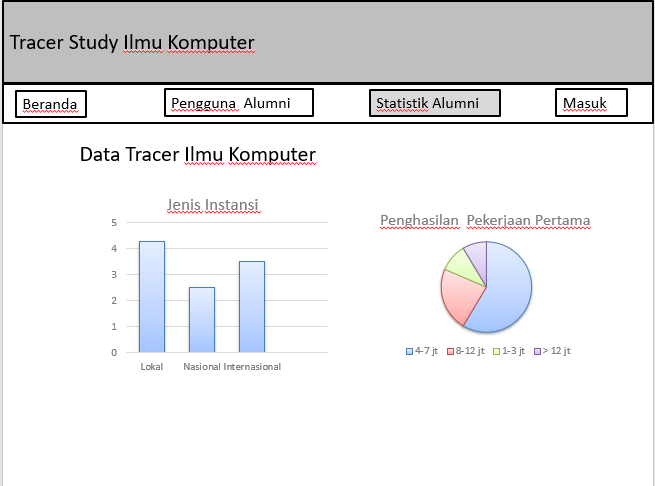 Tracer Study Ilmu Komputer
Beranda
Pengguna Alumni
Statistik Alumni
Masuk
Data Tracer Ilmu Komputer
Jenis Instansi
5
4
3
2
1
0
Lokal
Nasional
Internasional
Penghasilan Pekerjaan Pertama
4-7 jt
8-12 jt
1-3 jt
> 12 jt